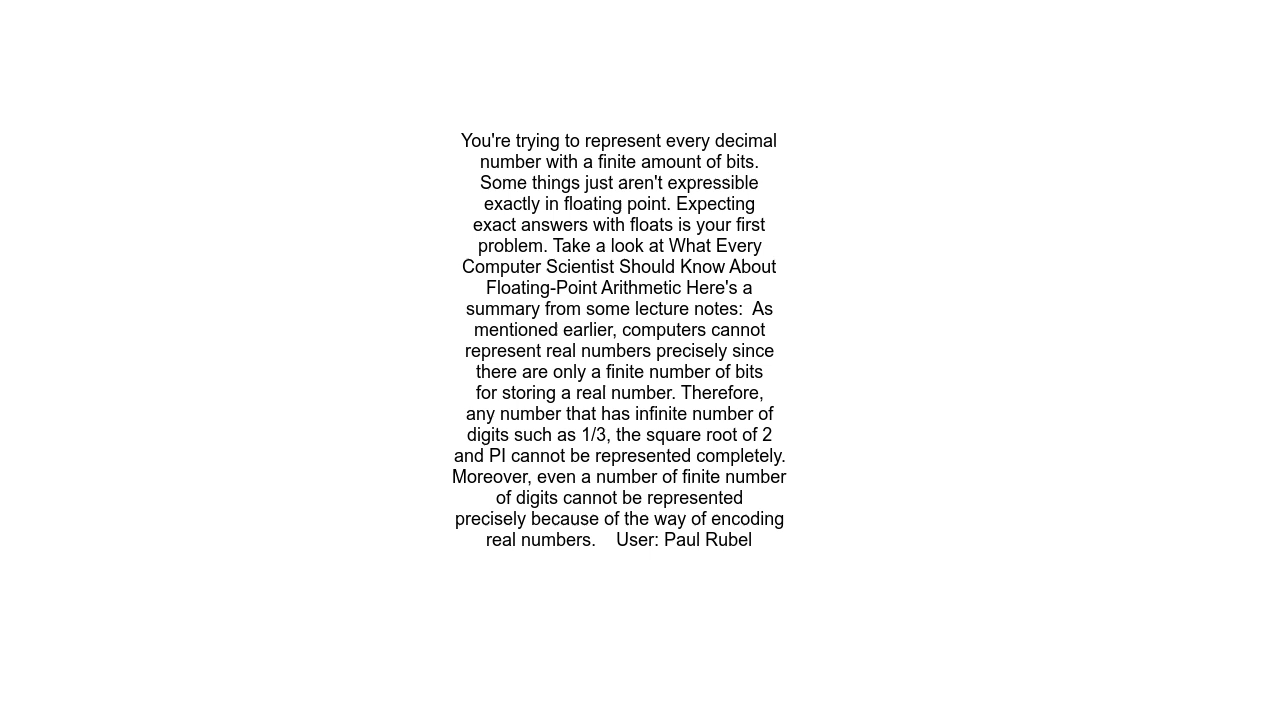 You're trying to represent every decimal
number with a finite amount of bits.
Some things just aren't expressible
exactly in floating point. Expecting
exact answers with floats is your first
problem. Take a look at What Every
Computer Scientist Should Know About
Floating-Point Arithmetic Here's a
summary from some lecture notes:  As
mentioned earlier, computers cannot
represent real numbers precisely since
there are only a finite number of bits
for storing a real number. Therefore,
any number that has infinite number of
digits such as 1/3, the square root of 2
and PI cannot be represented completely.
Moreover, even a number of finite number
of digits cannot be represented
precisely because of the way of encoding
real numbers.    User: Paul Rubel